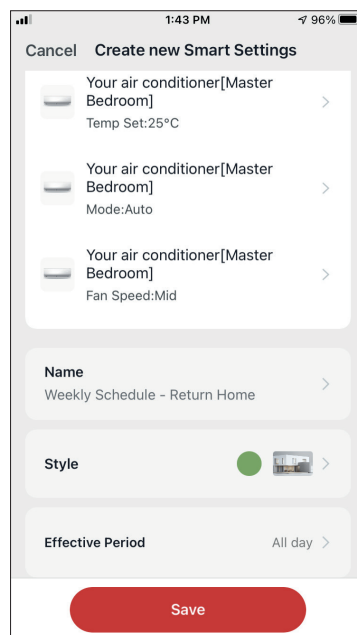 1:43 PM
96%
Cancel
Create new Smart Settings
Your air conditioner[Master
Bedroom]
Temp Set:25°C
Your air conditioner[Master
Bedroom]
Mode:Auto
Your air conditioner[Master
Bedroom]
Fan Speed:Mid
Name
Weekly Schedule - Return Home
Style
Effective Period
All day
Save